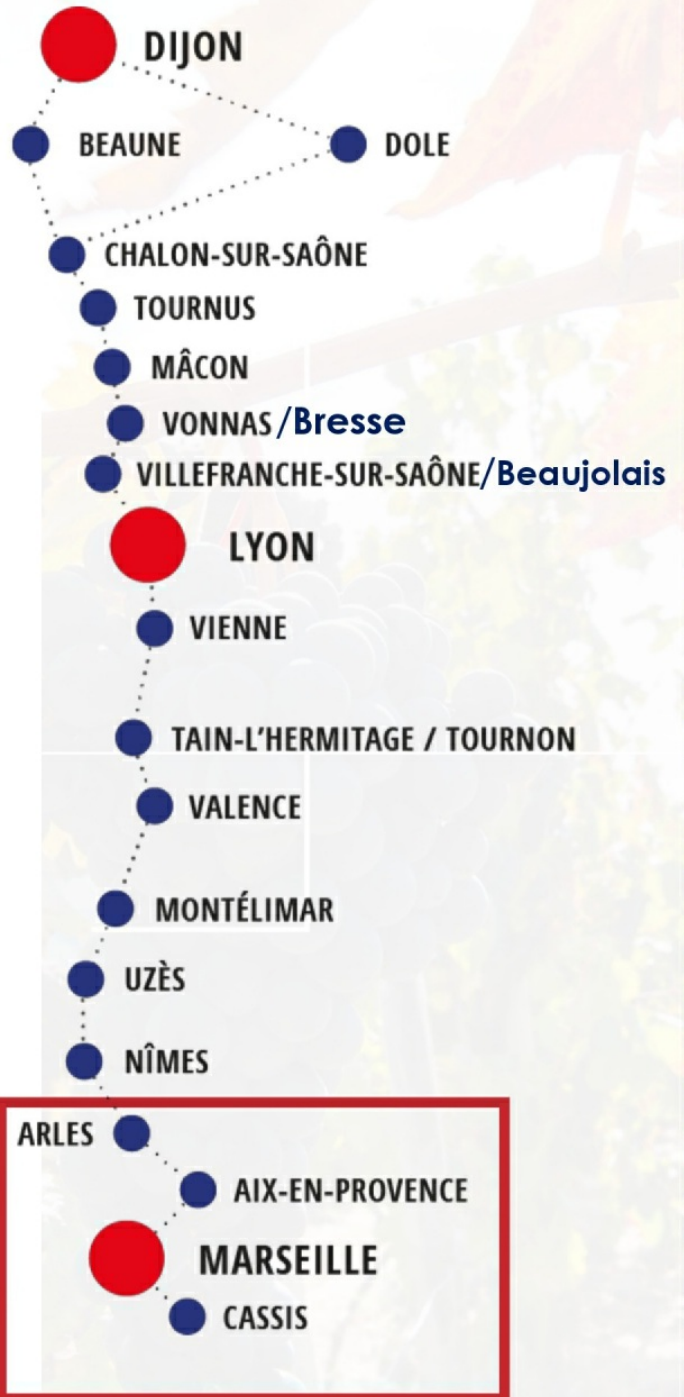 DIJON
BEAUNE
DOLE
CHALON-SUR-SAÔNE
TOURNUS
MÂCON
VONNAS /Bresse
VILLEFRANCHE-SUR-SAÔNE/Beaujolais
LYON
VIENNE
TAIN-L'HERMITAGE / TOURNON
VALENCE
MONTÉLIMAR
UZÈS
NÎMES
ARLES
AIX-EN-PROVENCE
MARSEILLE
CASSIS